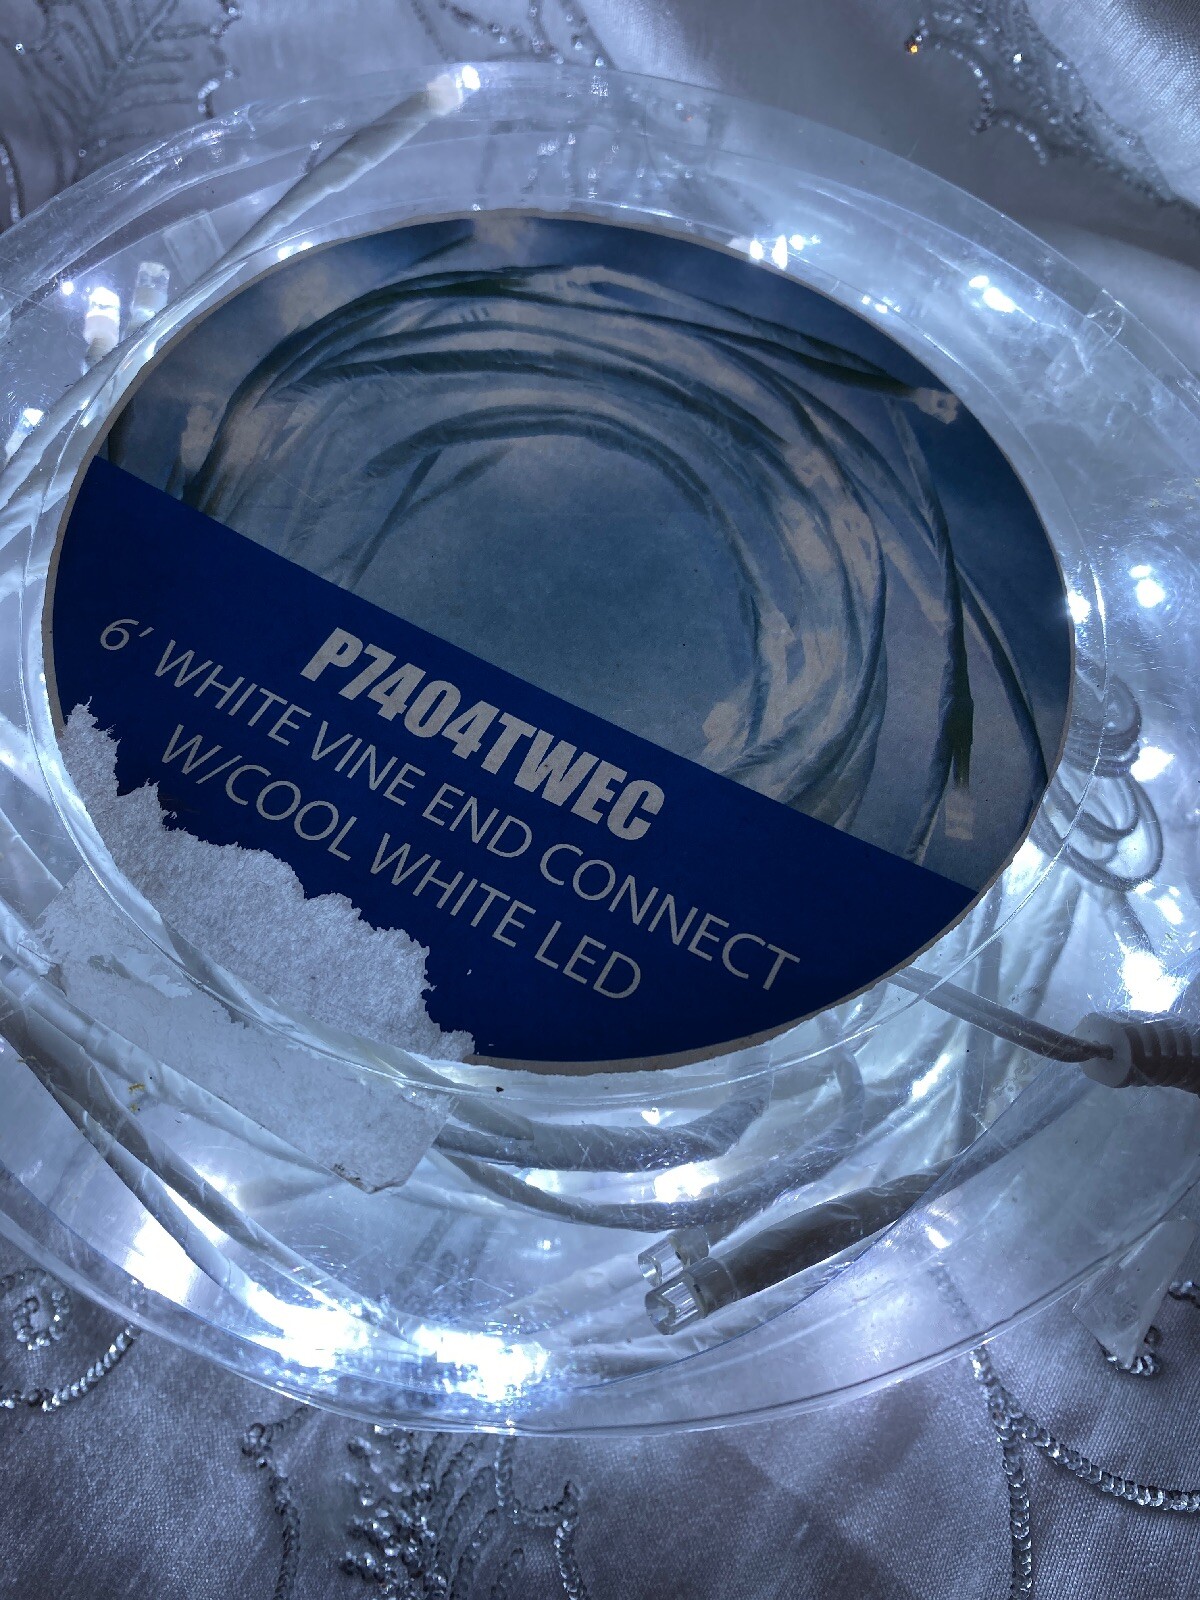 P7404TWEC
6' WHITE VINE END CONNECT
W/COOL WHITE LED